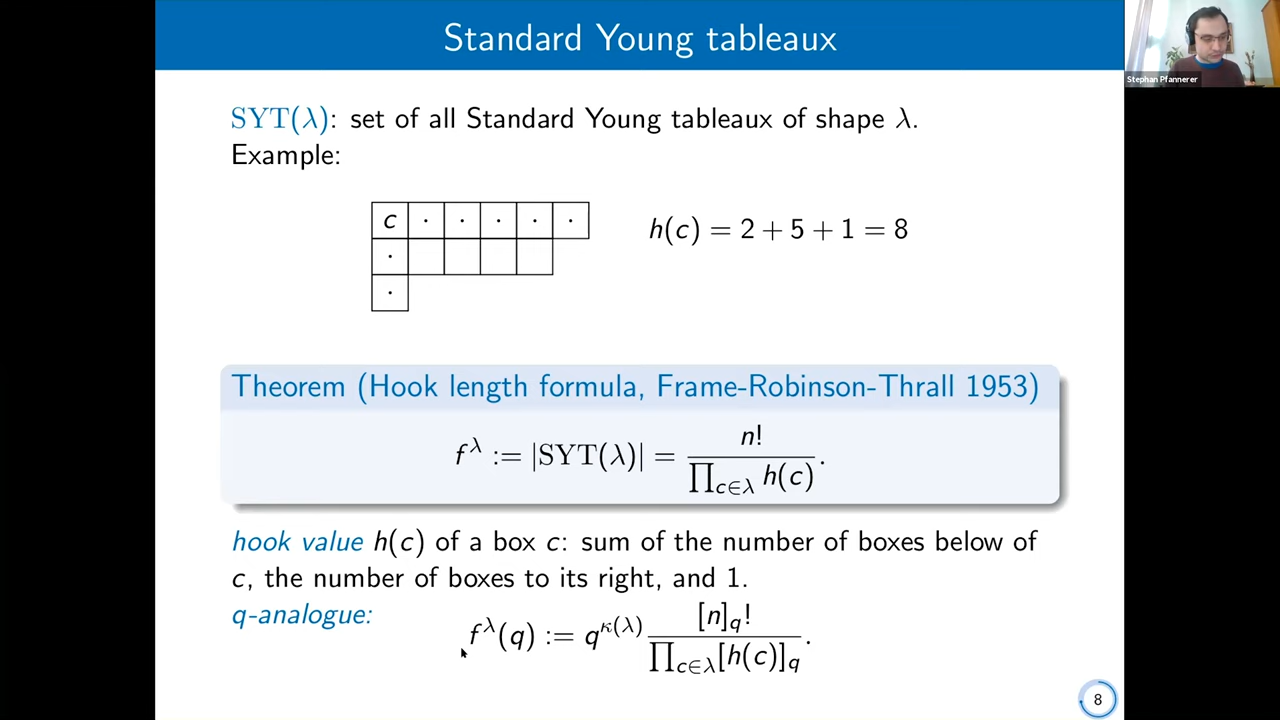 Standard Young tableaux
Stephan Pfannerer
SYT(λ): set of all Standard Young tableaux of shape λ.
Example:
c · · · · ·
·
·
h(c) = 2 + 5 + 1 = 8
Theorem (Hook length formula, Frame-Robinson-Thrall 1953)
f^λ := |SYT(λ)| = n! / ∏_{c∈λ} h(c).
hook value h(c) of a box c: sum of the number of boxes below of
c, the number of boxes to its right, and 1.
q-analogue:
f^λ(q) := q^{κ(λ)} [n]_q! / ∏_{c∈λ}[h(c)]_q.
8